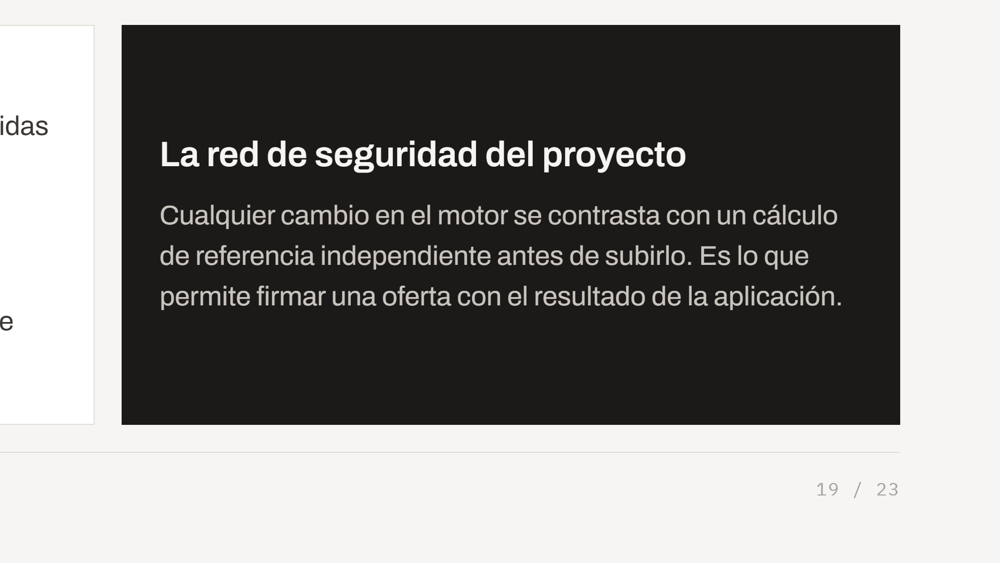 idas
e
La red de seguridad del proyecto
Cualquier cambio en el motor se contrasta con un cálculo
de referencia independiente antes de subirlo. Es lo que
permite firmar una oferta con el resultado de la aplicación.
19 / 23